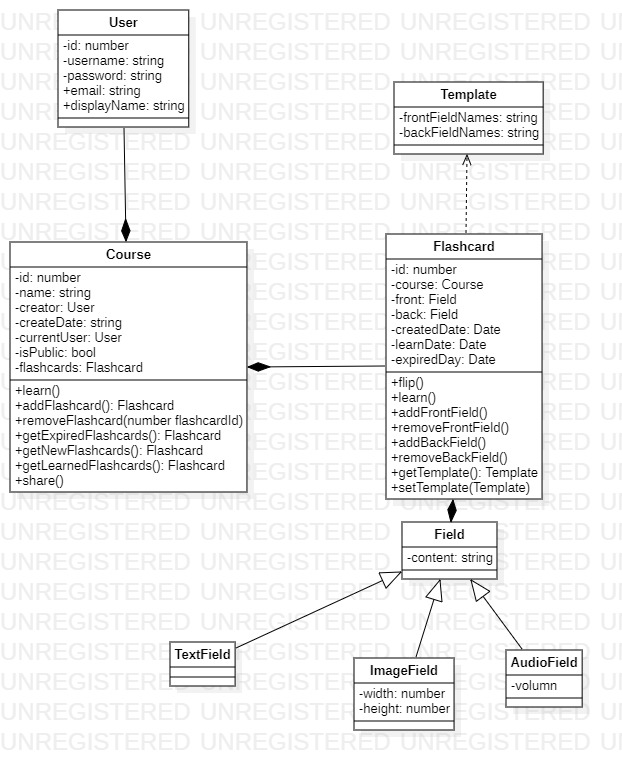 User
-id: number
-username: string
-password: string
+email: string
+displayName: string
Template
-frontFieldNames: string
-backFieldNames: string
Course
-id: number
-name: string
-creator: User
-createDate: string
-currentUser: User
-isPublic: bool
-flashcards: Flashcard
+learn()
+addFlashcard(): Flashcard
+removeFlashcard(number flashcardId)
+getExpiredFlashcards(): Flashcard
+getNewFlashcards(): Flashcard
+getLearnedFlashcards(): Flashcard
+share()
Flashcard
-id: number
-course: Course
-front: Field
-back: Field
-createdDate: Date
-learnDate: Date
-expiredDay: Date
+flip()
+learn()
+addFrontField()
+removeFrontField()
+addBackField()
+removeBackField()
+getTemplate(): Template
+setTemplate(Template)
Field
-content: string
TextField
ImageField
-width: number
-height: number
AudioField
-volumn
UNREGISTERED